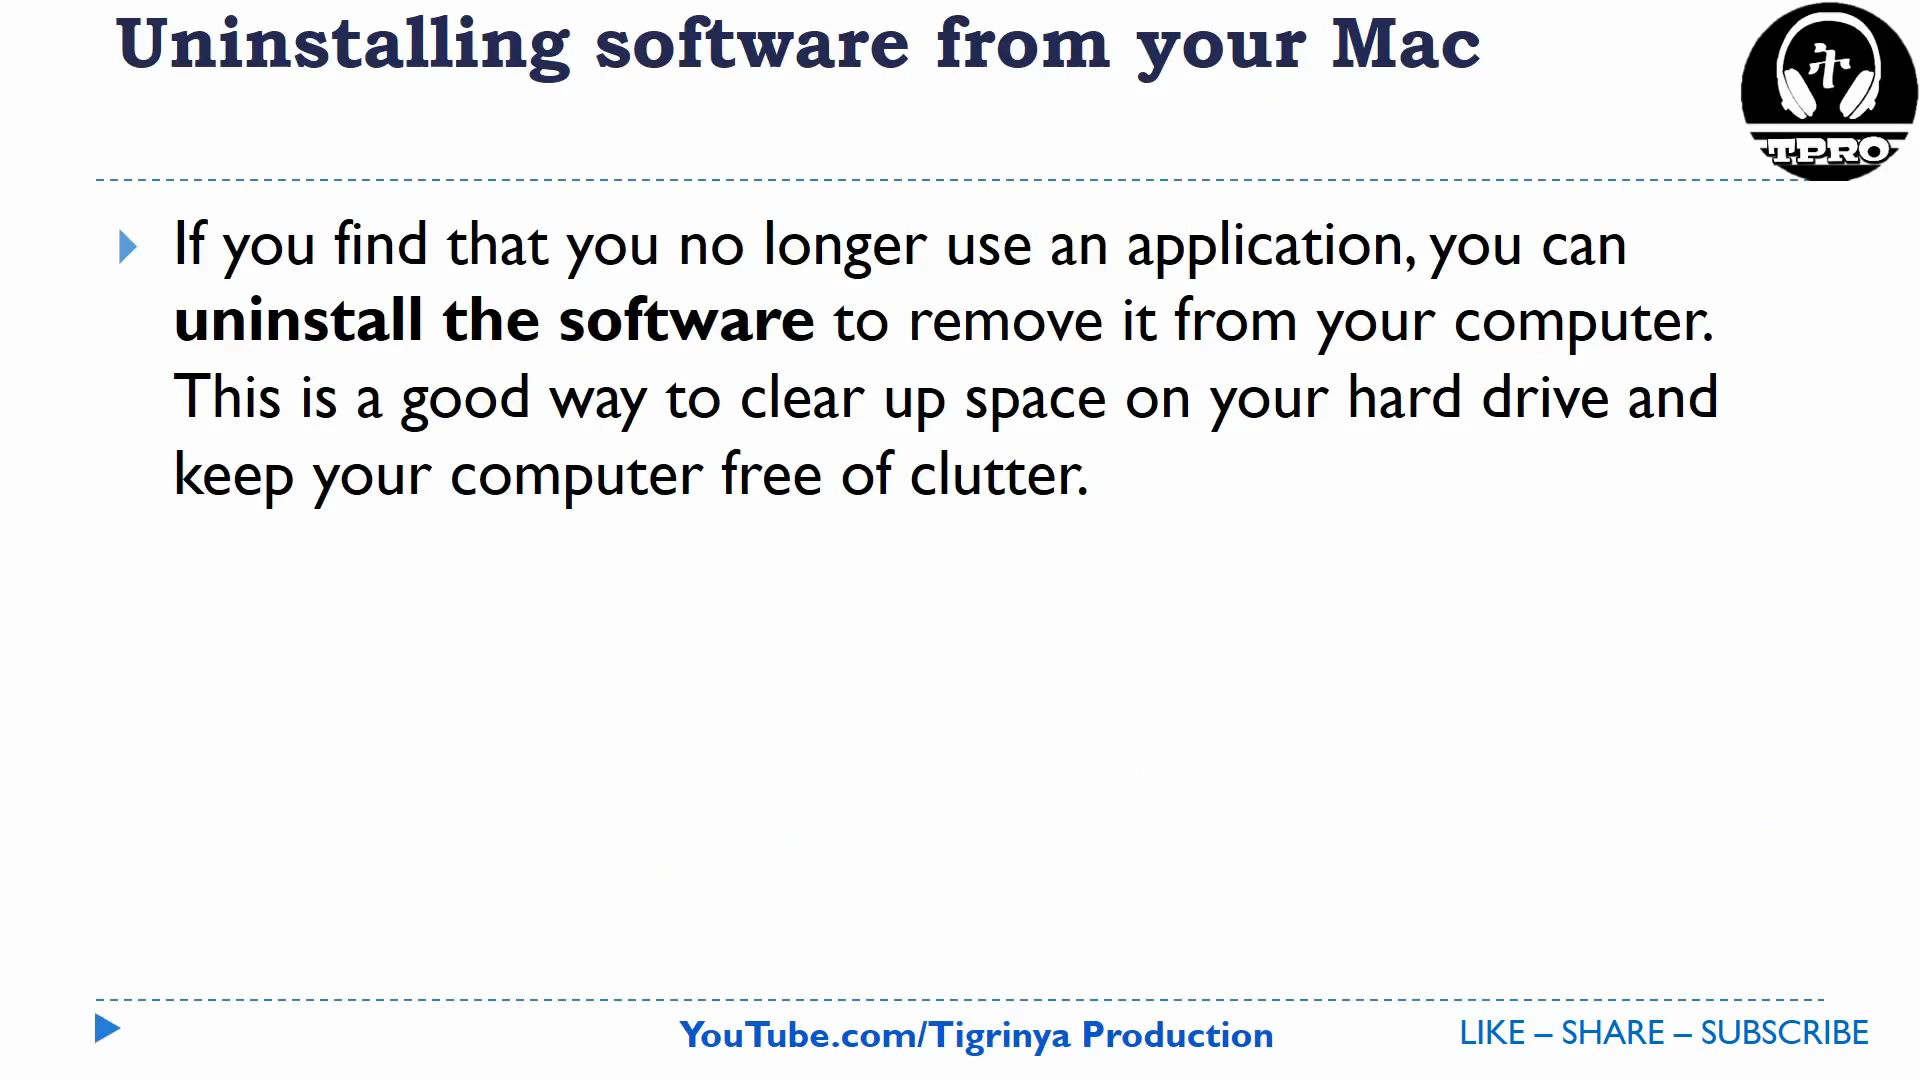 Uninstalling software from your Mac
ት
TPRO
If you find that you no longer use an application, you can
uninstall the software to remove it from your computer.
This is a good way to clear up space on your hard drive and
keep your computer free of clutter.
YouTube.com/Tigrinya Production
LIKE – SHARE – SUBSCRIBE